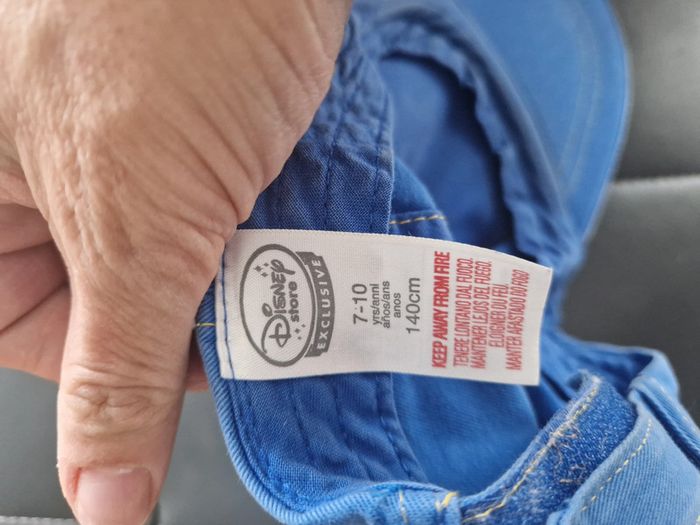 Disney
store
EXCLUSIVE
7-10
yrs/anni
años/ans
anos
140cm
KEEP AWAY FROM FIRE
TENERE LONTANO DAL FUOCO.
MANTENER LEJOS DEL FUEGO.
ELOIGNER DU FEU
MANTER AFASTADO DO FOGO